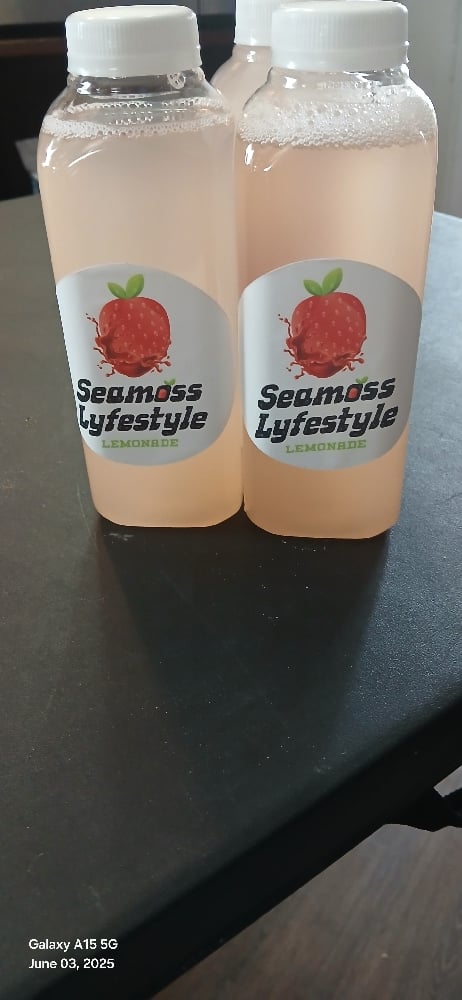 Seamoss
Lyfestyle
LEMONADE
Seamoss
Lyfestyle
LEMONADE
Galaxy A15 5G
June 03, 2025